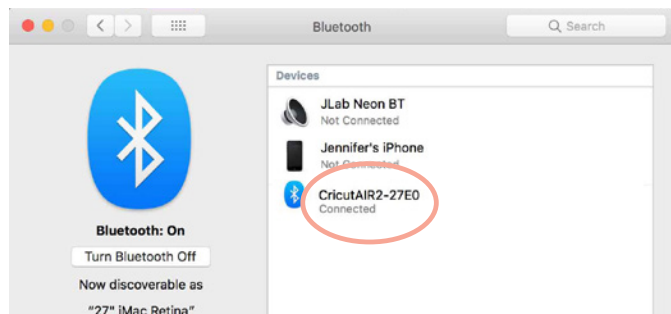 Bluetooth
Search
Devices
JLab Neon BT
Not Connected
Jennifer's iPhone
Not Connected
CricutAIR2-27E0
Connected
Bluetooth: On
Turn Bluetooth Off
Now discoverable as
"27" iMac Retina"